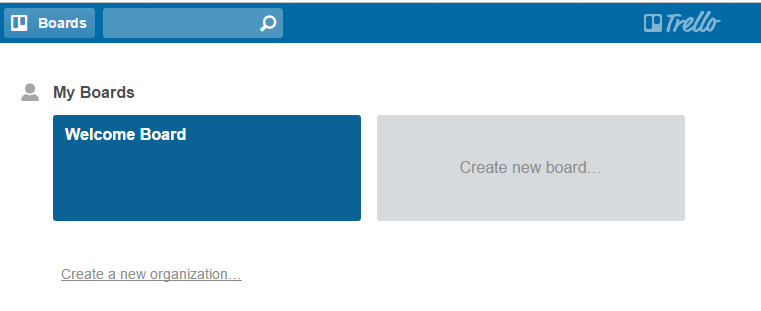 Boards
Trello
My Boards
Welcome Board
Create new board…
Create a new organization…